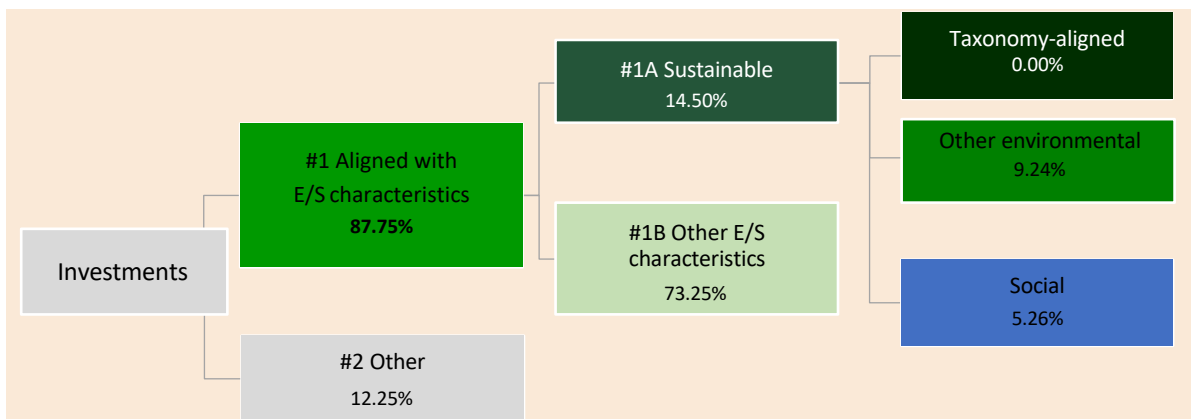 Investments
#1 Aligned with
E/S characteristics
87.75%
#2 Other
12.25%
#1A Sustainable
14.50%
#1B Other E/S
characteristics
73.25%
Taxonomy-aligned
0.00%
Other environmental
9.24%
Social
5.26%